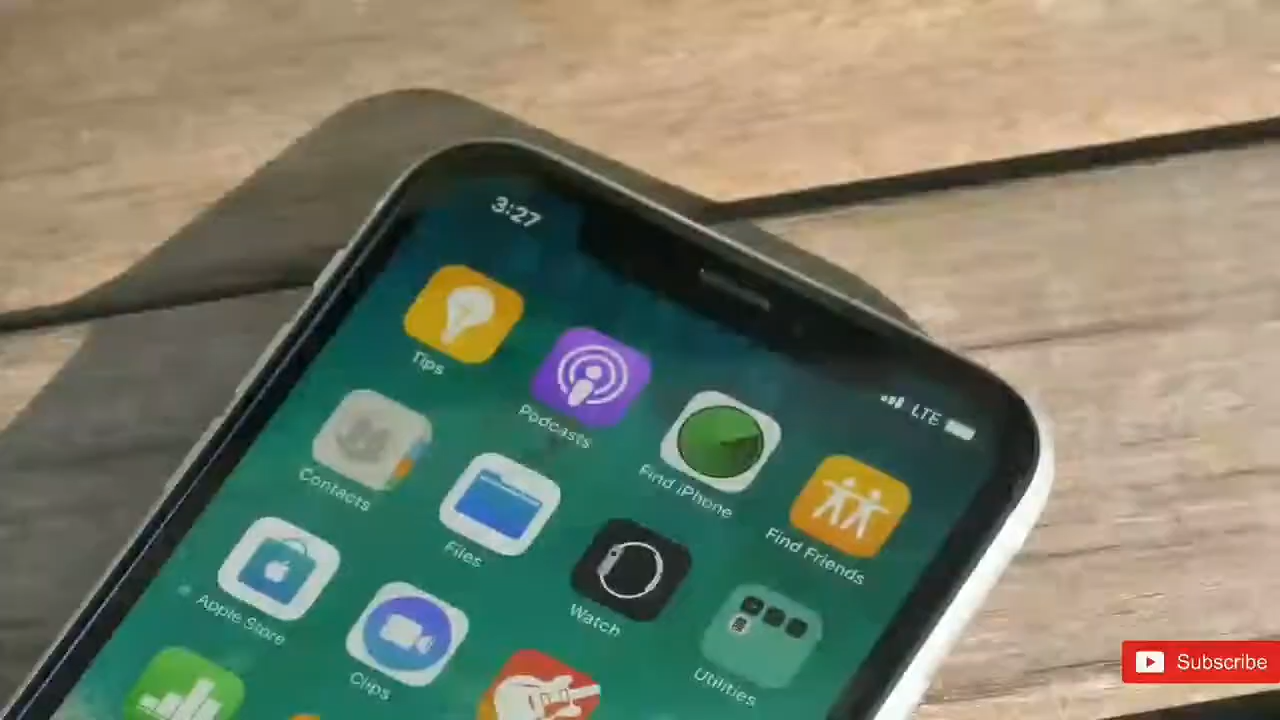 3:27
LTE
Tips
Podcasts
Find iPhone
Find Friends
Contacts
Files
Watch
Utilities
Apple Store
Clips
Subscribe